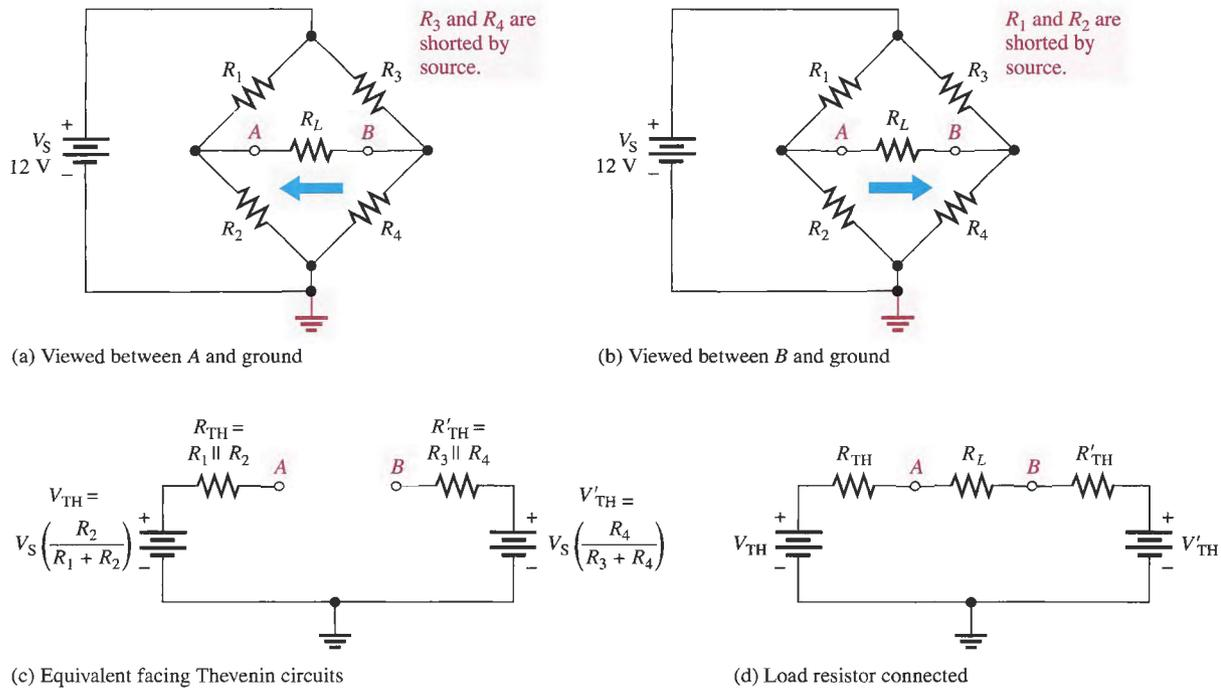 R3 and R4 are
shorted by
source.
R1
R3
RL
A
B
+
VS
12 V
−
R2
R4
(a) Viewed between A and ground
R1 and R2 are
shorted by
source.
R1
R3
RL
A
B
+
VS
12 V
−
R2
R4
(b) Viewed between B and ground
RTH =
R1 || R2
A
VTH =
VS ( R2 / R1 + R2 )
+
−
R′TH =
R3 || R4
B
V′TH =
VS ( R4 / R3 + R4 )
+
−
(c) Equivalent facing Thevenin circuits
RTH
A
RL
B
R′TH
+
VTH
−
+
V′TH
−
(d) Load resistor connected